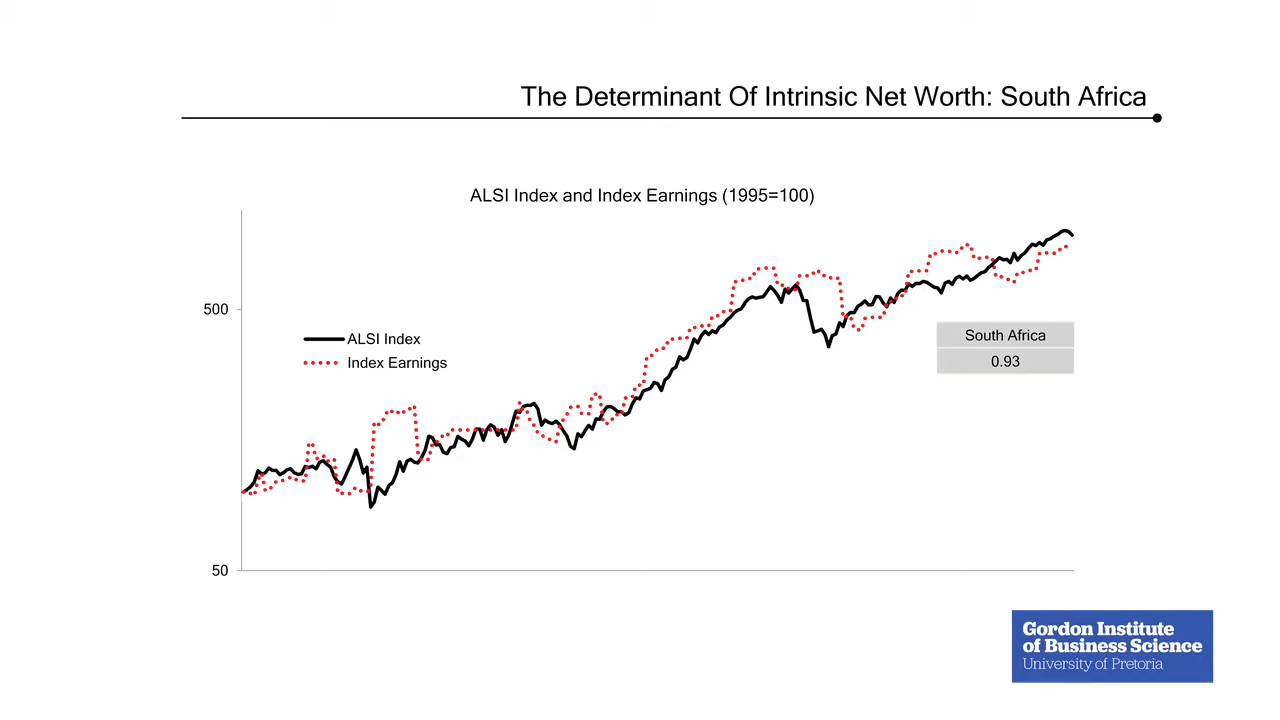 The Determinant Of Intrinsic Net Worth: South Africa
ALSI Index and Index Earnings (1995=100)
500
ALSI Index
Index Earnings
South Africa
0.93
50
Gordon Institute
of Business Science
University of Pretoria